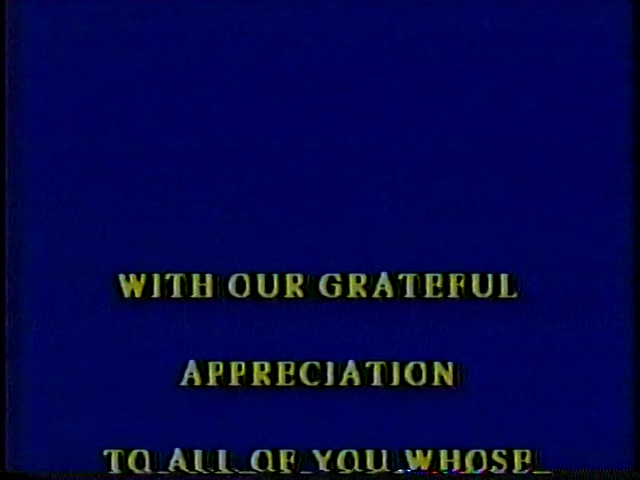 WITH OUR GRATEFUL
APPRECIATION
TO ALL OF YOU WHOSE